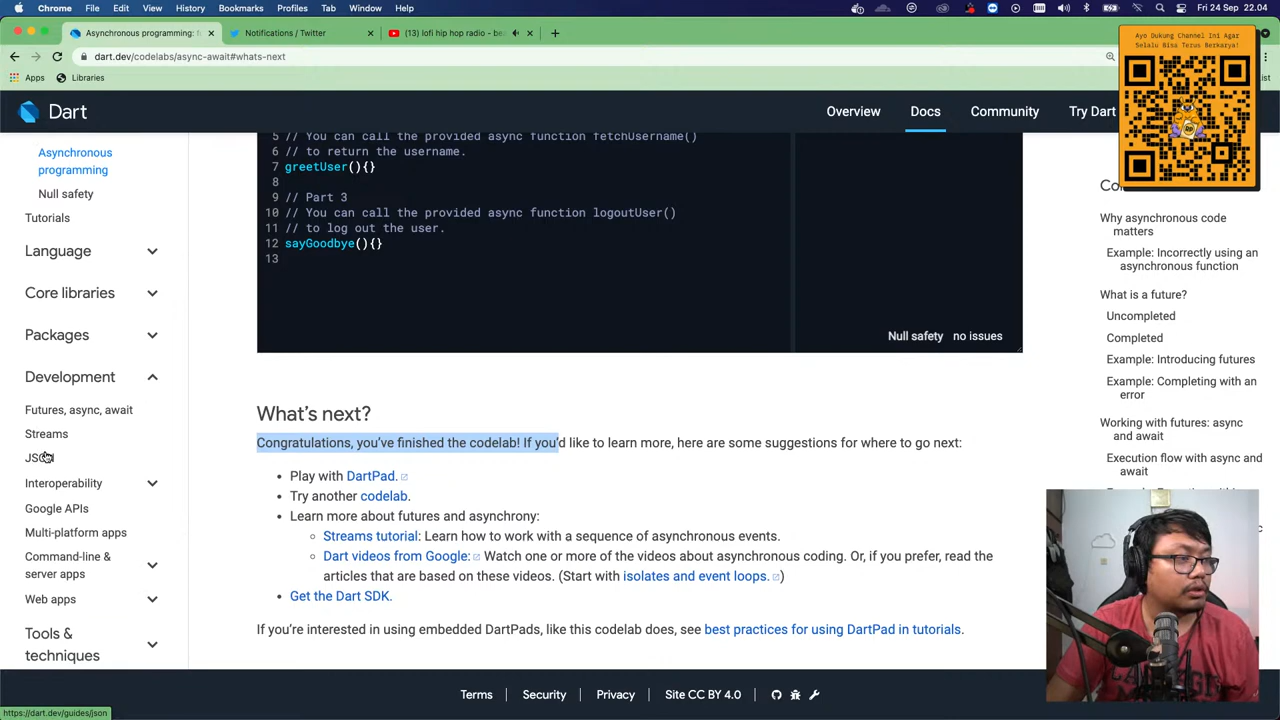 Chrome File Edit View History Bookmarks Profiles Tab Window Help
Fri 24 Sep 22.04
Asynchronous programming: f
Notifications / Twitter
(13) lofi hip hop radio - be
dart.dev/codelabs/async-await#whats-next
Apps Libraries
Ayo Dukung Channel Ini Agar
Selalu Bisa Terus Berkarya!
Dart
Overview Docs Community Try Dart
Asynchronous
programming
Null safety
Tutorials
Language
Core libraries
Packages
Development
Futures, async, await
Streams
JSON
Interoperability
Google APIs
Multi-platform apps
Command-line &
server apps
Web apps
Tools &
techniques
5 // You can call the provided async function fetchUsername()
6 // to return the username.
7 greetUser(){}
8
9 // Part 3
10 // You can call the provided async function logoutUser()
11 // to log out the user.
12 sayGoodbye(){}
13
Null safety no issues
What’s next?
Congratulations, you’ve finished the codelab! If you’d like to learn more, here are some suggestions for where to go next:
• Play with DartPad.
• Try another codelab.
• Learn more about futures and asynchrony:
Streams tutorial: Learn how to work with a sequence of asynchronous events.
Dart videos from Google: Watch one or more of the videos about asynchronous coding. Or, if you prefer, read the
articles that are based on these videos. (Start with isolates and event loops.)
• Get the Dart SDK.
If you’re interested in using embedded DartPads, like this codelab does, see best practices for using DartPad in tutorials.
Why asynchronous code
matters
Example: Incorrectly using an
asynchronous function
What is a future?
Uncompleted
Completed
Example: Introducing futures
Example: Completing with an
error
Working with futures: async
and await
Execution flow with async and
await
Terms Security Privacy Site CC BY 4.0
https://dart.dev/guides/json